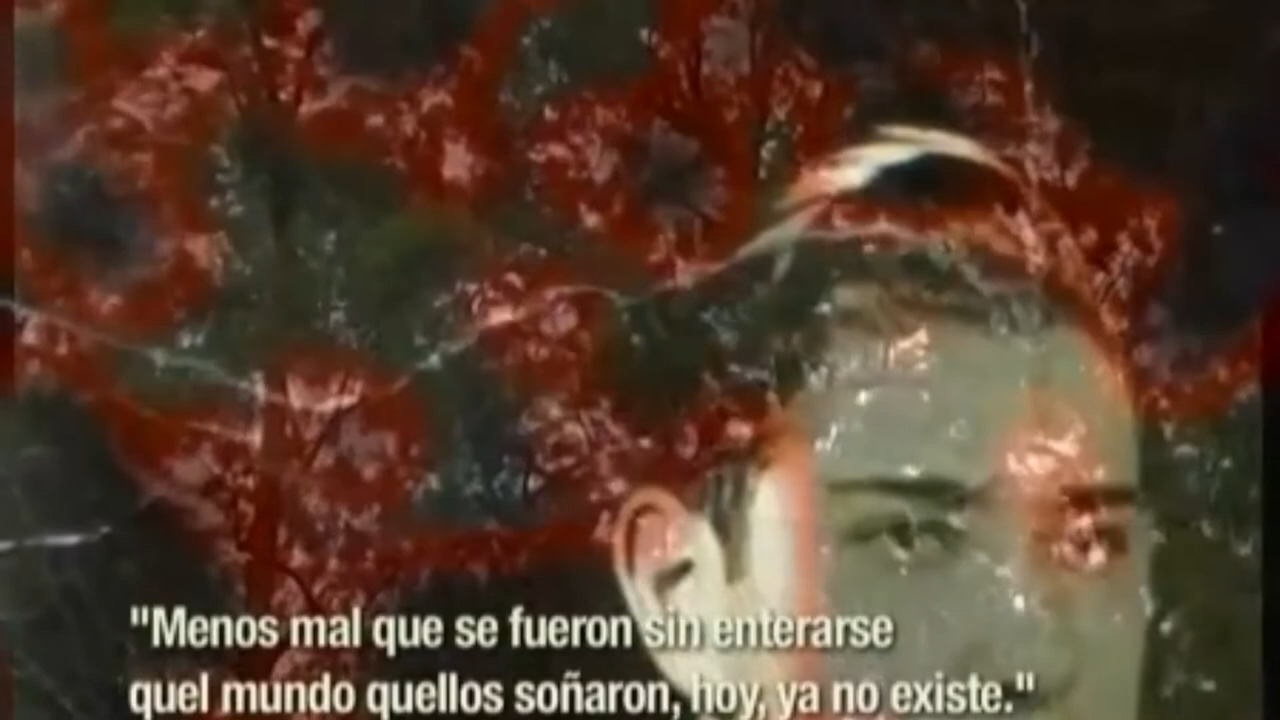 "Menos mal que se fueron sin enterarse
quel mundo quellos soñaron, hoy, ya no existe."